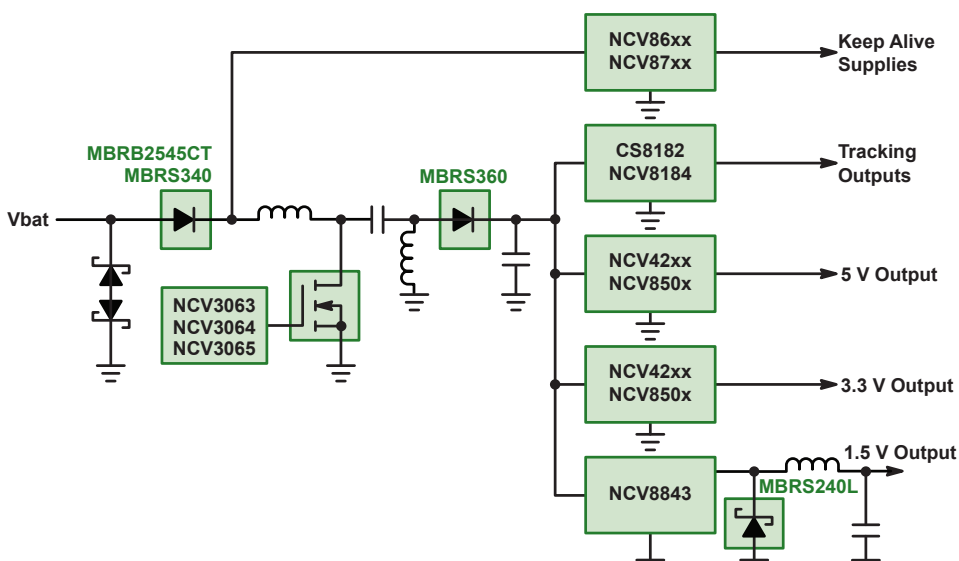 NCV86xx
NCV87xx
Keep Alive
Supplies
MBRB2545CT
MBRS340
MBRS360
CS8182
NCV8184
Tracking
Outputs
Vbat
NCV3063
NCV3064
NCV3065
NCV42xx
NCV850x
5 V Output
NCV42xx
NCV850x
3.3 V Output
1.5 V Output
NCV8843
MBRS240L